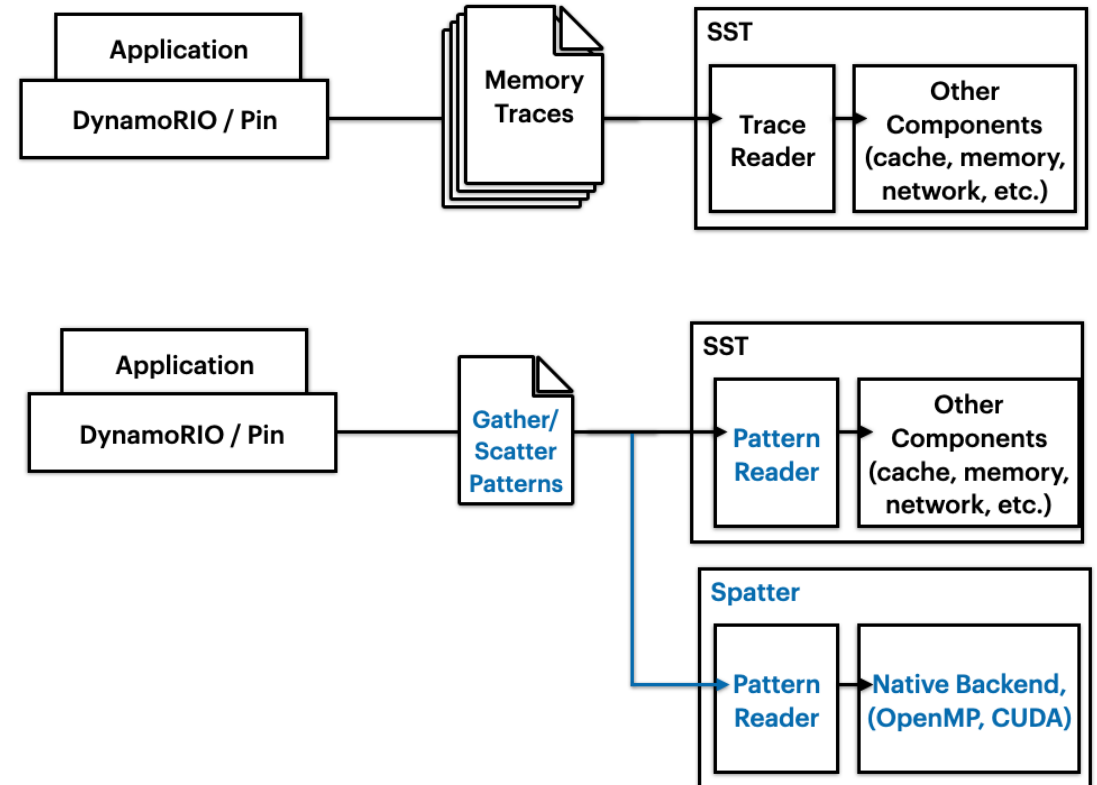 Application
DynamoRIO / Pin
Memory
Traces
SST
Trace
Reader
Other
Components
(cache, memory,
network, etc.)
Application
DynamoRIO / Pin
Gather/
Scatter
Patterns
SST
Pattern
Reader
Other
Components
(cache, memory,
network, etc.)
Spatter
Pattern
Reader
Native Backend,
(OpenMP, CUDA)